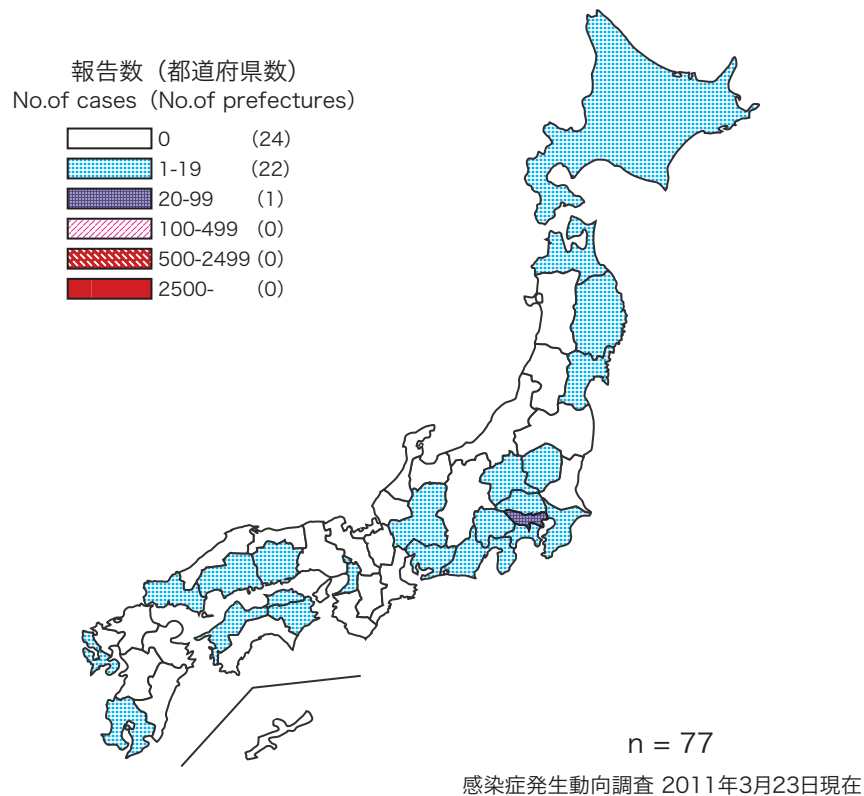 報告数（都道府県数）
No.of cases（No.of prefectures）
0 (24)
1-19 (22)
20-99 (1)
100-499 (0)
500-2499 (0)
2500- (0)
n = 77
感染症発生動向調査 2011年3月23日現在